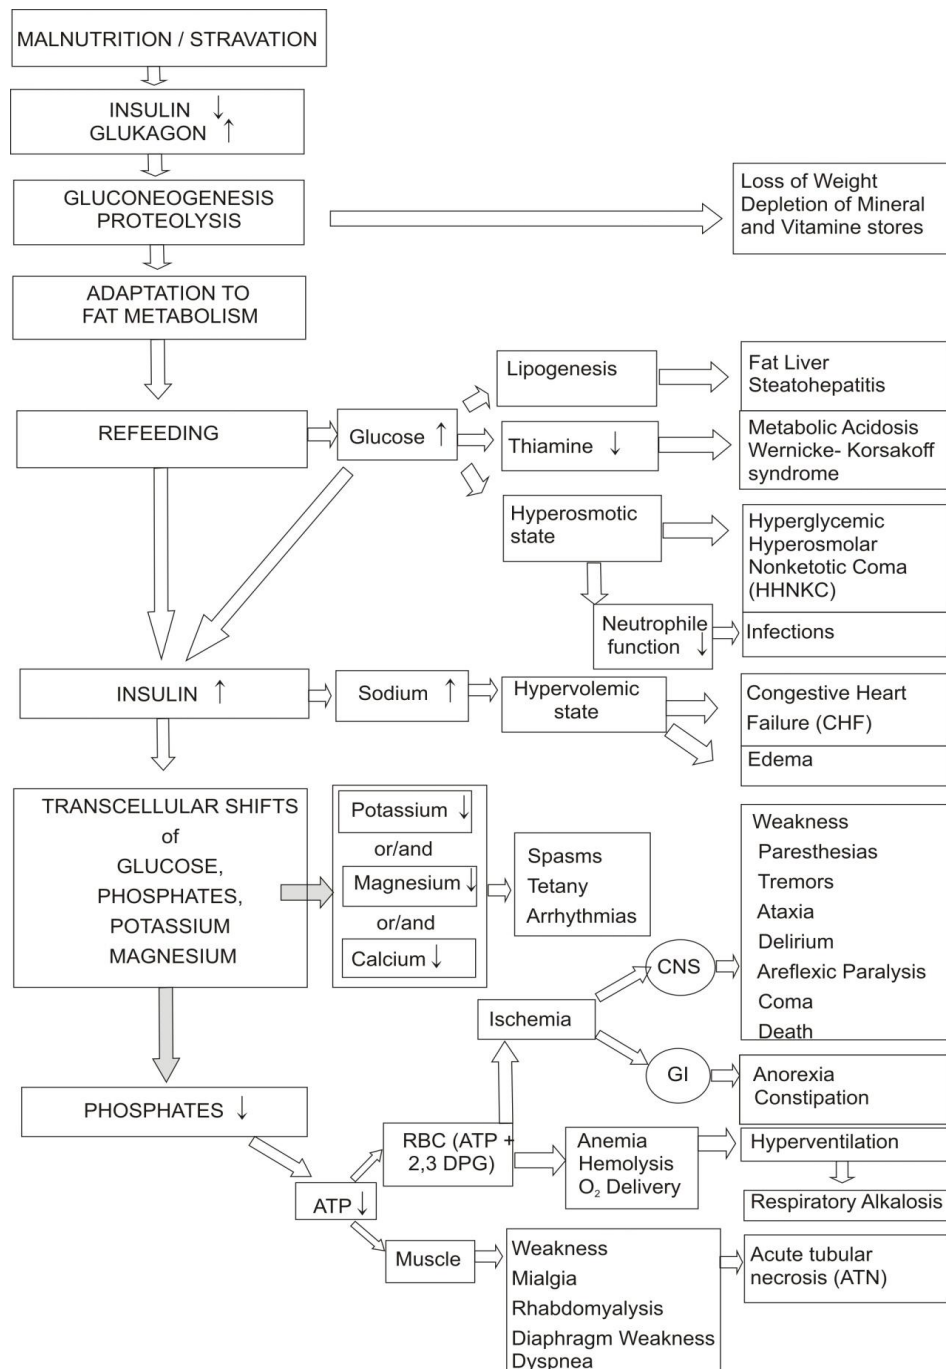 MALNUTRITION / STRAVATION
INSULIN ↓
GLUKAGON ↑
GLUCONEOGENESIS
PROTEOLYSIS
Loss of Weight
Depletion of Mineral
and Vitamine stores
ADAPTATION TO
FAT METABOLISM
REFEEDING
Glucose ↑
Lipogenesis
Fat Liver
Steatohepatitis
Thiamine ↓
Metabolic Acidosis
Wernicke- Korsakoff
syndrome
Hyperosmotic
state
Hyperglycemic
Hyperosmolar
Nonketotic Coma
(HHNKC)
Neutrophile
function ↓
Infections
INSULIN ↑
Sodium ↑
Hypervolemic
state
Congestive Heart
Failure (CHF)
Edema
TRANSCELLULAR SHIFTS
of
GLUCOSE,
PHOSPHATES,
POTASSIUM
MAGNESIUM
Potassium ↓
or/and
Magnesium ↓
or/and
Calcium ↓
Spasms
Tetany
Arrhythmias
Ischemia
CNS
Weakness
Paresthasias
Tremors
Ataxia
Delirium
Areflexic Paralysis
Coma
Death
GI
Anorexia
Constipation
PHOSPHATES ↓
ATP ↓
RBC (ATP +
2,3 DPG)
Anemia
Hemolysis
O₂ Delivery
Hyperventilation
Respiratory Alkalosis
Muscle
Weakness
Mialgia
Rhabdomyalysis
Diaphragm Weakness
Dyspnea
Acute tubular
necrosis (ATN)